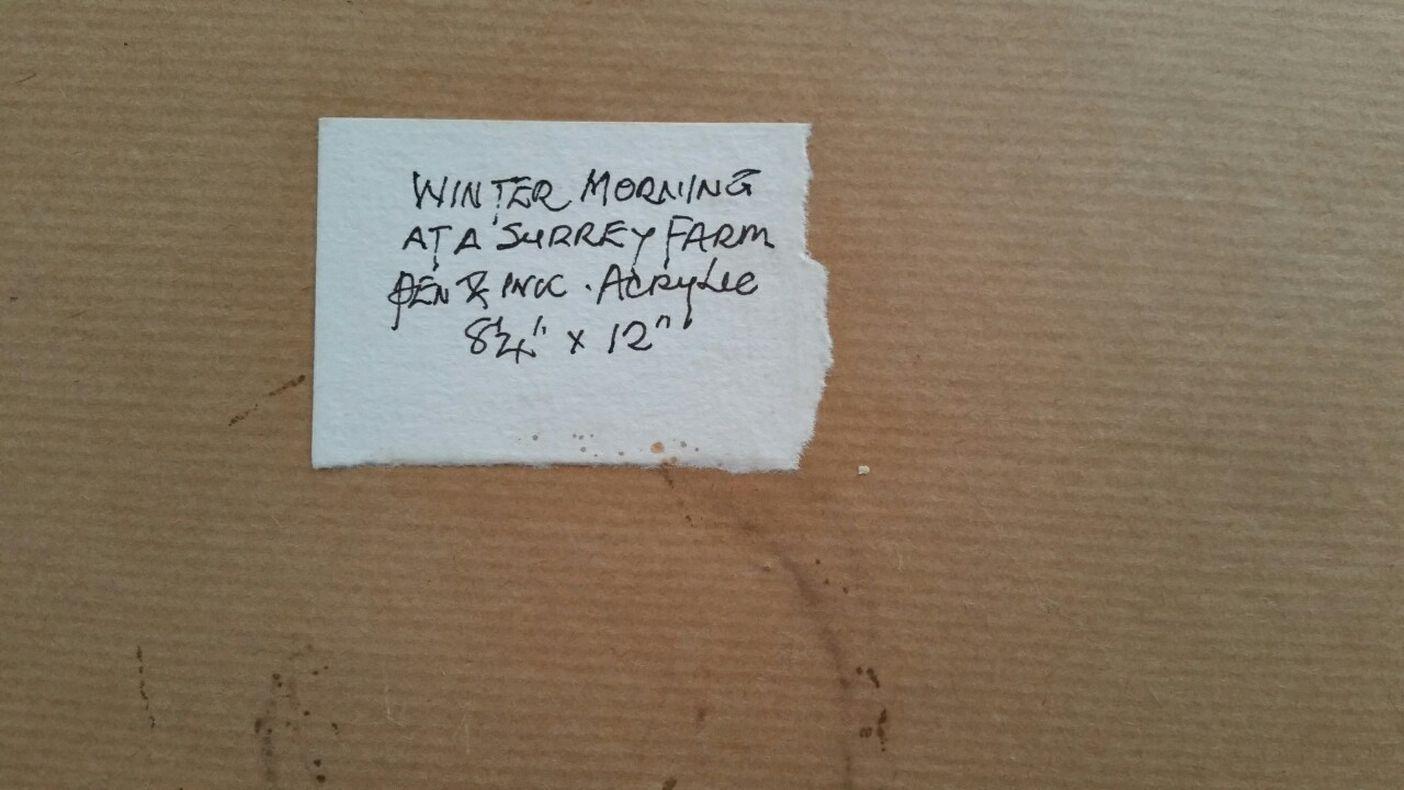 WINTER MORNING
AT A SURREY FARM
PEN & INK . ACRYLIC
8¼" x 12"